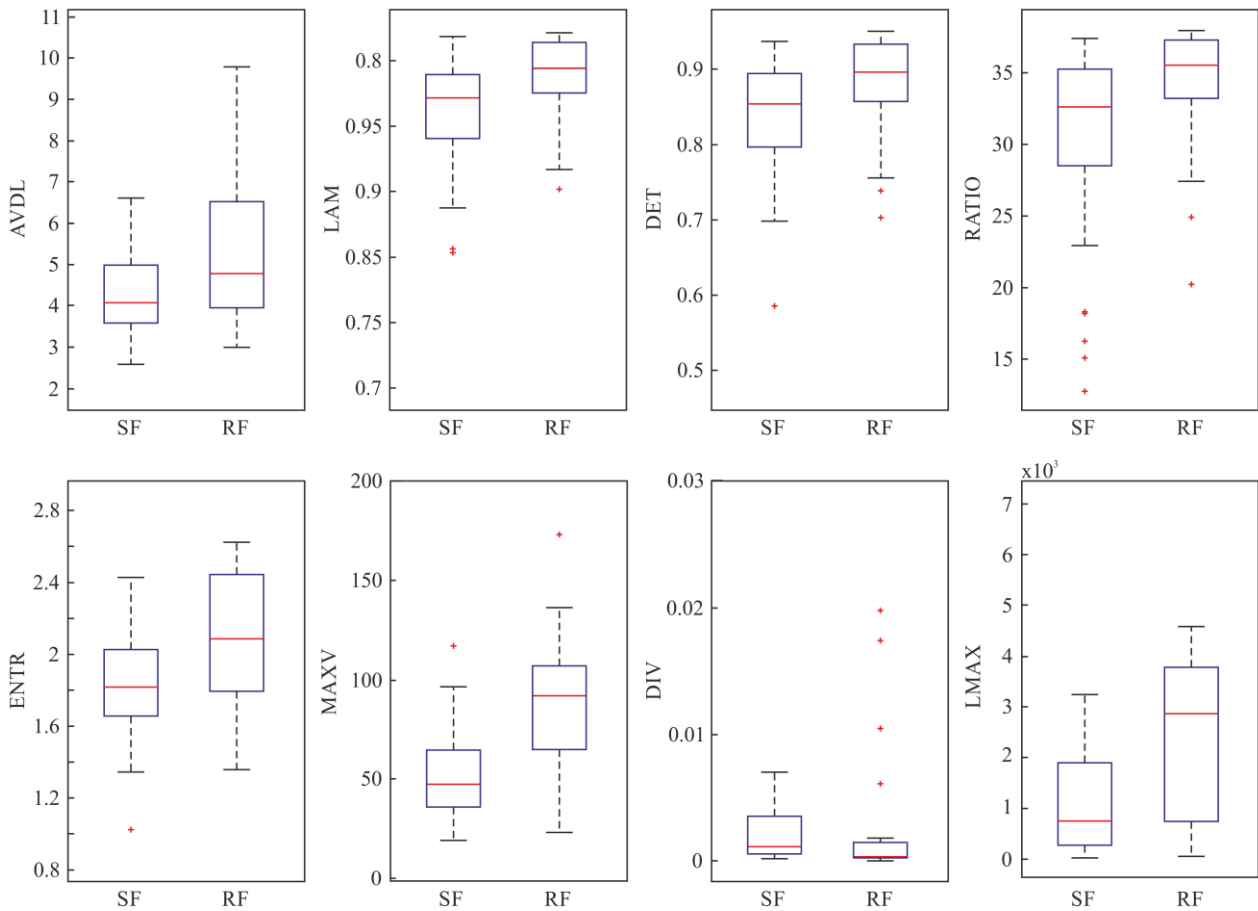 AVDL
11
10
9
8
7
6
5
4
3
2
SF RF
LAM
0.8
0.95
0.9
0.85
0.7
SF RF
DET
0.9
0.8
0.7
0.6
0.5
SF RF
RATIO
35
30
25
20
15
SF RF
ENTR
2.8
2.4
2
1.6
1.2
0.8
SF RF
MAXV
200
150
100
50
0
SF RF
DIV
0.03
0.02
0.01
0
SF RF
x10³
LMAX
7
6
5
4
3
2
1
0
SF RF